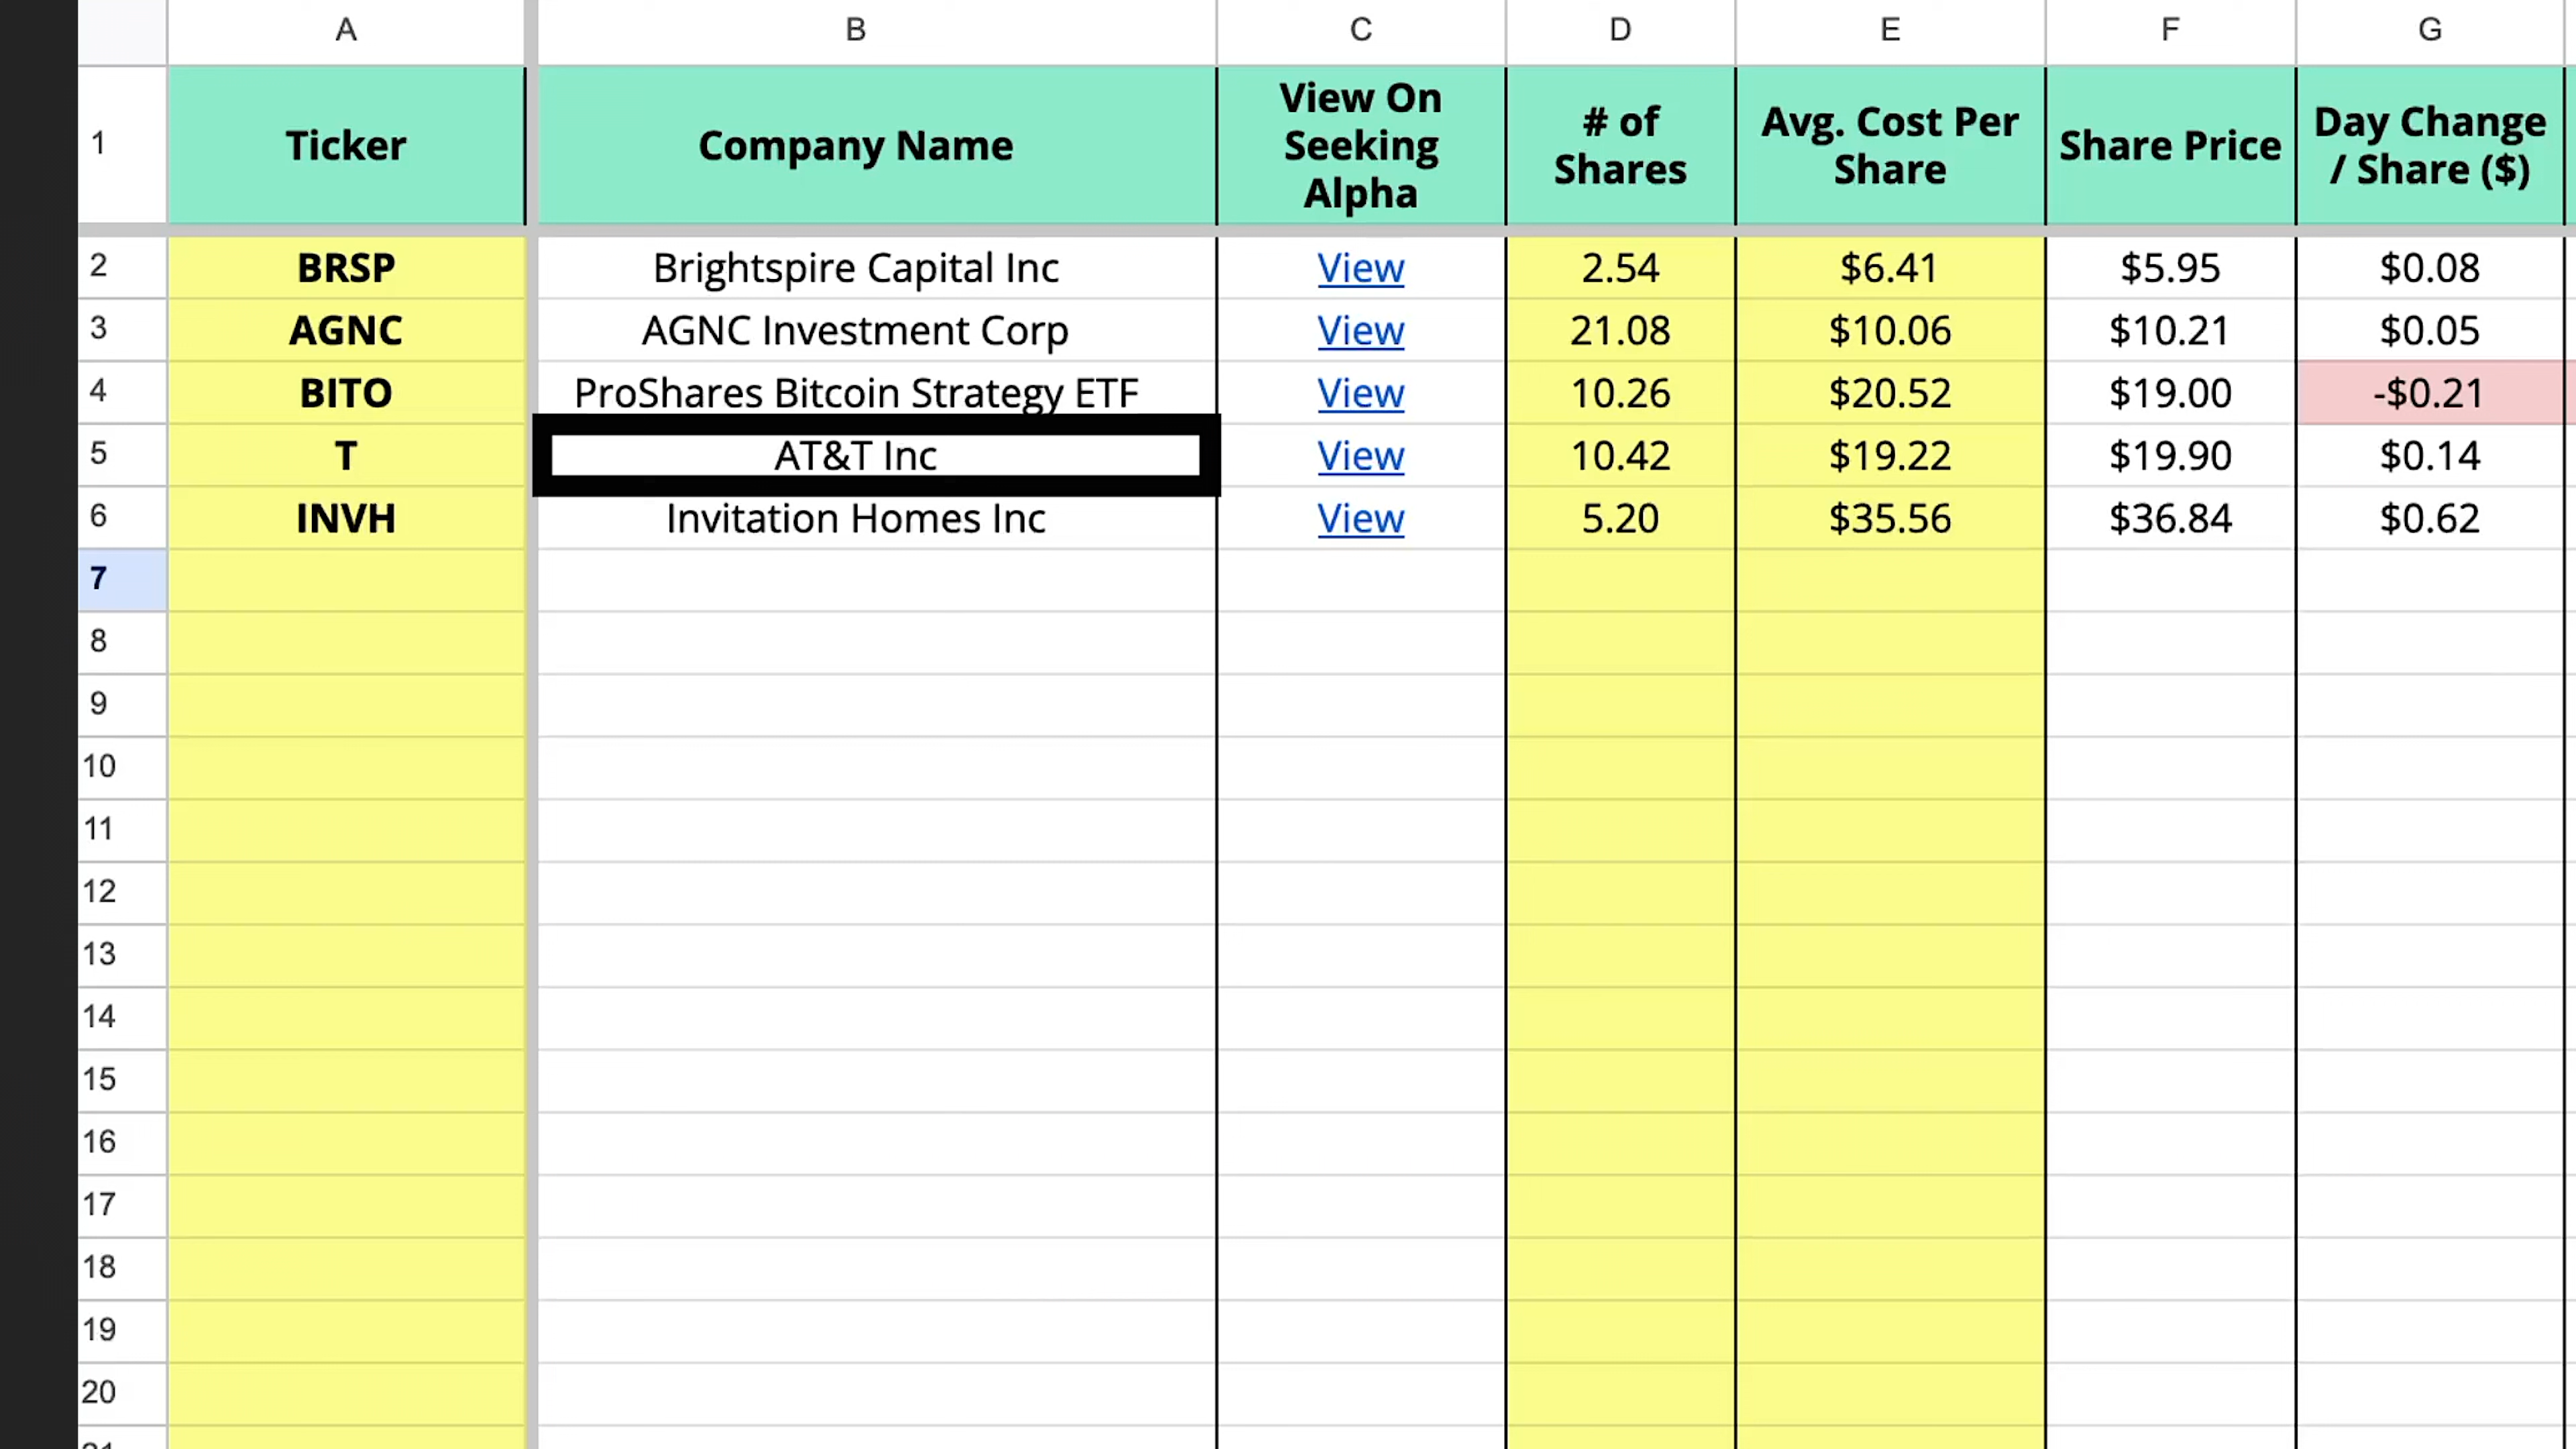 A B C D E F G
1 Ticker Company Name View On Seeking Alpha # of Shares Avg. Cost Per Share Share Price Day Change / Share ($)
2 BRSP Brightspire Capital Inc View 2.54 $6.41 $5.95 $0.08
3 AGNC AGNC Investment Corp View 21.08 $10.06 $10.21 $0.05
4 BITO ProShares Bitcoin Strategy ETF View 10.26 $20.52 $19.00 -$0.21
5 T AT&T Inc View 10.42 $19.22 $19.90 $0.14
6 INVH Invitation Homes Inc View 5.20 $35.56 $36.84 $0.62
7
8
9
10
11
12
13
14
15
16
17
18
19
20